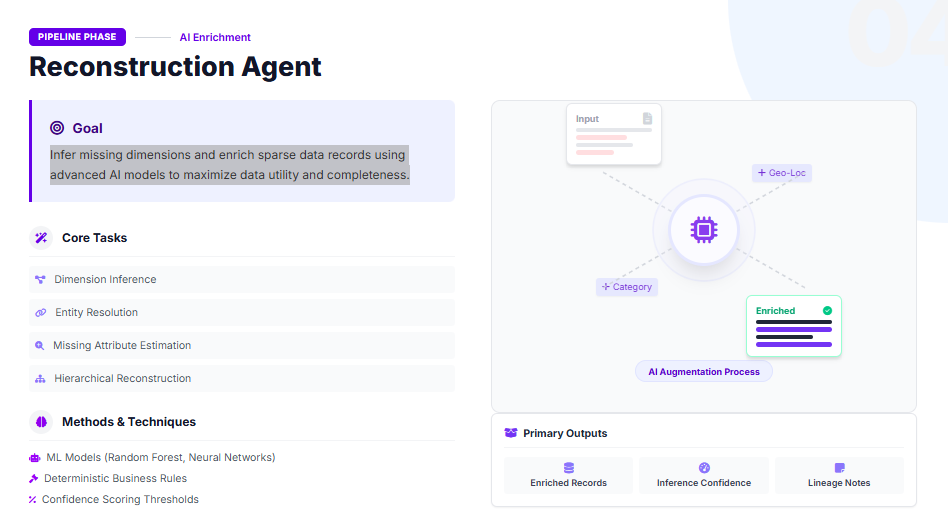 PIPELINE PHASE
AI Enrichment
04
Reconstruction Agent
Goal
Infer missing dimensions and enrich sparse data records using
advanced AI models to maximize data utility and completeness.
Core Tasks
Dimension Inference
Entity Resolution
Missing Attribute Estimation
Hierarchical Reconstruction
Methods & Techniques
ML Models (Random Forest, Neural Networks)
Deterministic Business Rules
Confidence Scoring Thresholds
Input
+ Geo-Loc
+ Category
Enriched
AI Augmentation Process
Primary Outputs
Enriched Records
Inference Confidence
Lineage Notes